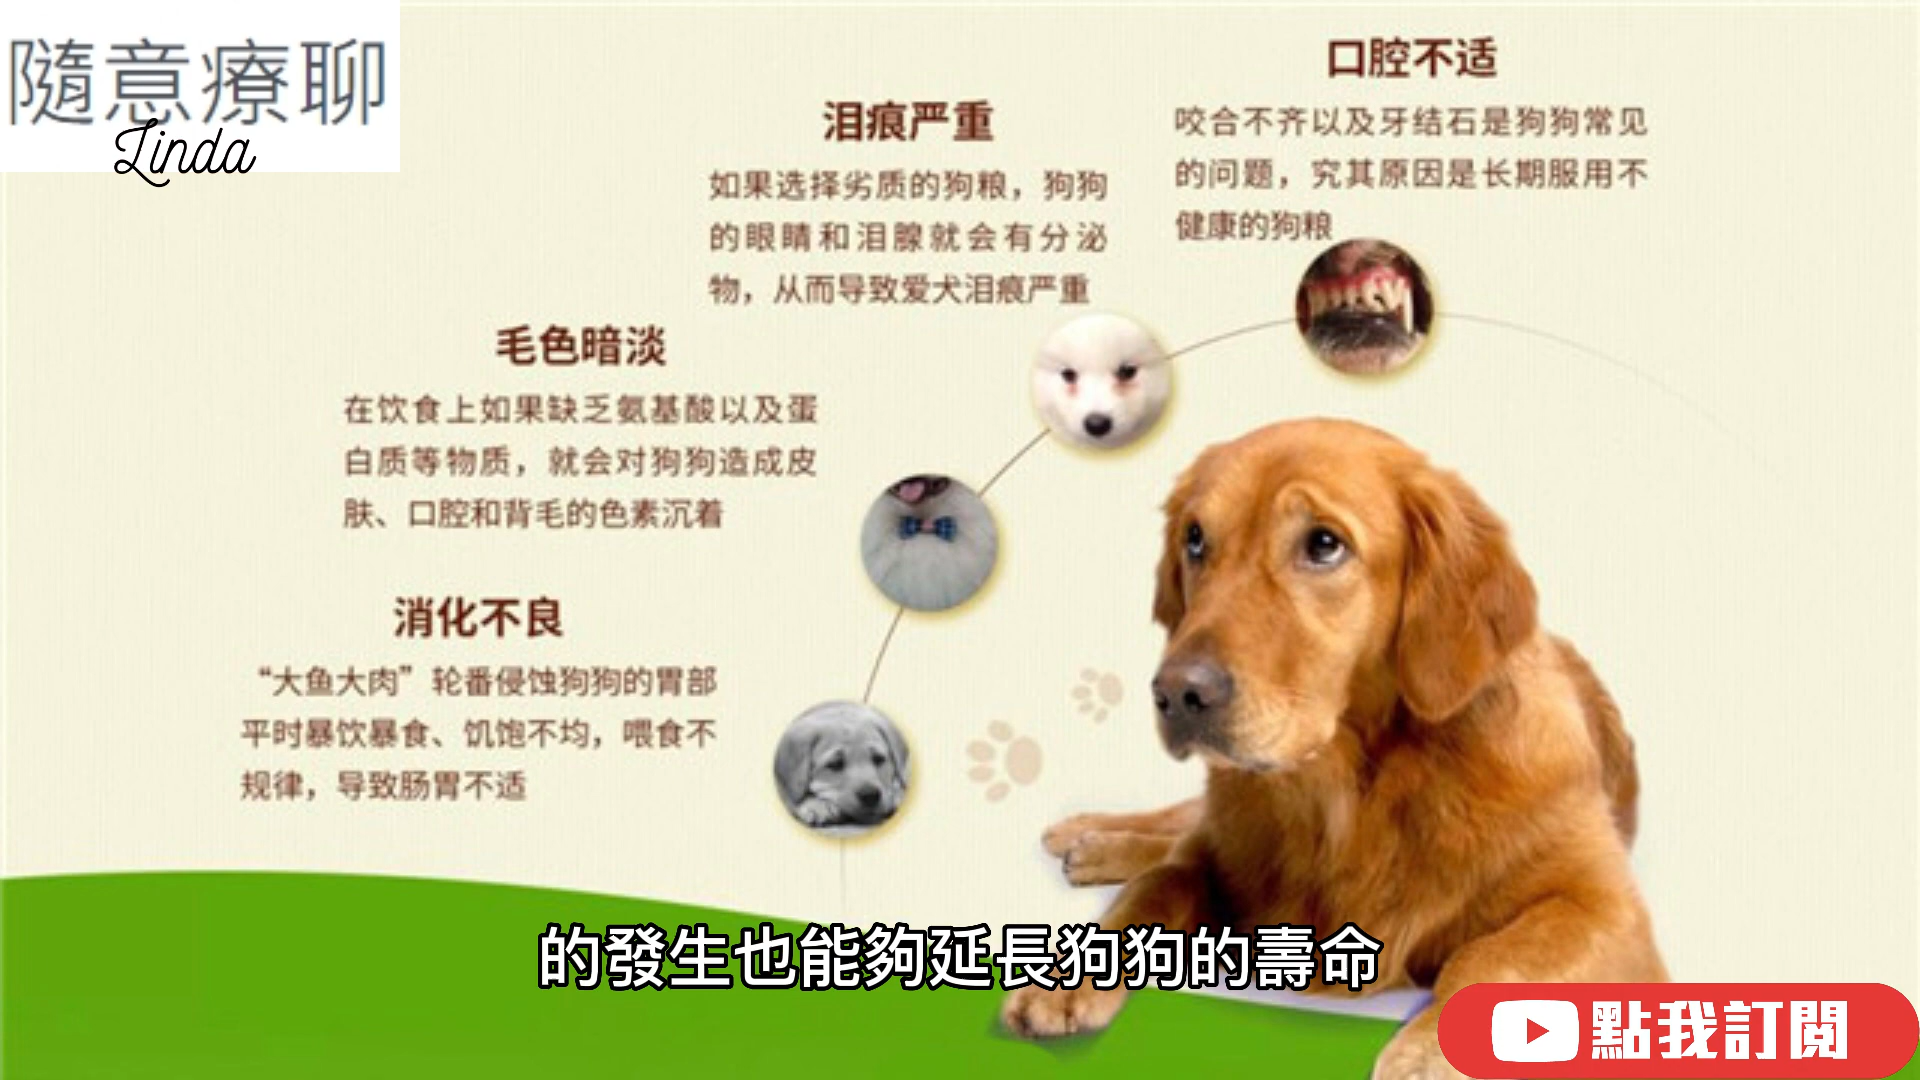 隨意療聊
Linda
口腔不适
咬合不齐以及牙结石是狗狗常见
的问题，究其原因是长期服用不
健康的狗粮
泪痕严重
如果选择劣质的狗粮，狗狗
的眼睛和泪腺就会有分泌
物，从而导致爱犬泪痕严重
毛色暗淡
在饮食上如果缺乏氨基酸以及蛋
白质等物质，就会对狗狗造成皮
肤、口腔和背毛的色素沉着
消化不良
“大鱼大肉”轮番侵蚀狗狗的胃部
平时暴饮暴食、饥饱不均，喂食不
规律，导致肠胃不适
的發生也能夠延長狗狗的壽命
點我訂閱